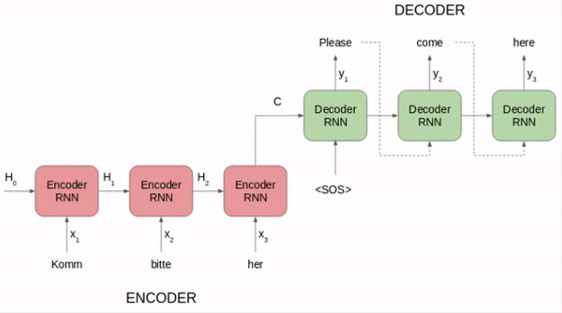 DECODER
Please come here
y1 y2 y3
C
Decoder RNN
Decoder RNN
Decoder RNN
<SOS>
H0 H1 H2
Encoder RNN
Encoder RNN
Encoder RNN
x1 x2 x3
Komm bitte her
ENCODER